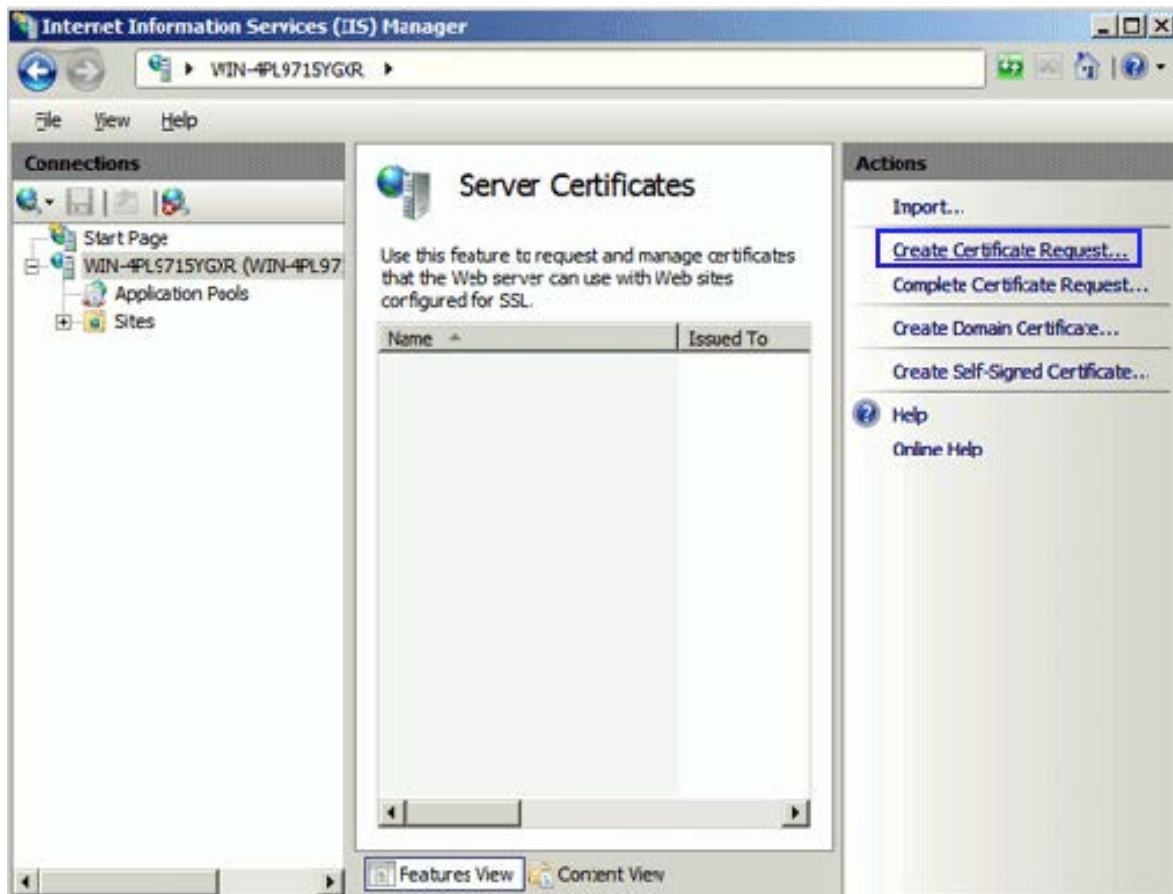 Internet Information Services (IIS) Manager
WIN-4PL9715YGXR
File View Help
Connections
Start Page
WIN-4PL9715YGXR (WIN-4PL97
Application Pools
Sites
Server Certificates
Use this feature to request and manage certificates
that the Web server can use with Web sites
configured for SSL.
Name Issued To
Features View Content View
Actions
Import...
Create Certificate Request...
Complete Certificate Request...
Create Domain Certificate...
Create Self-Signed Certificate...
Help
Online Help